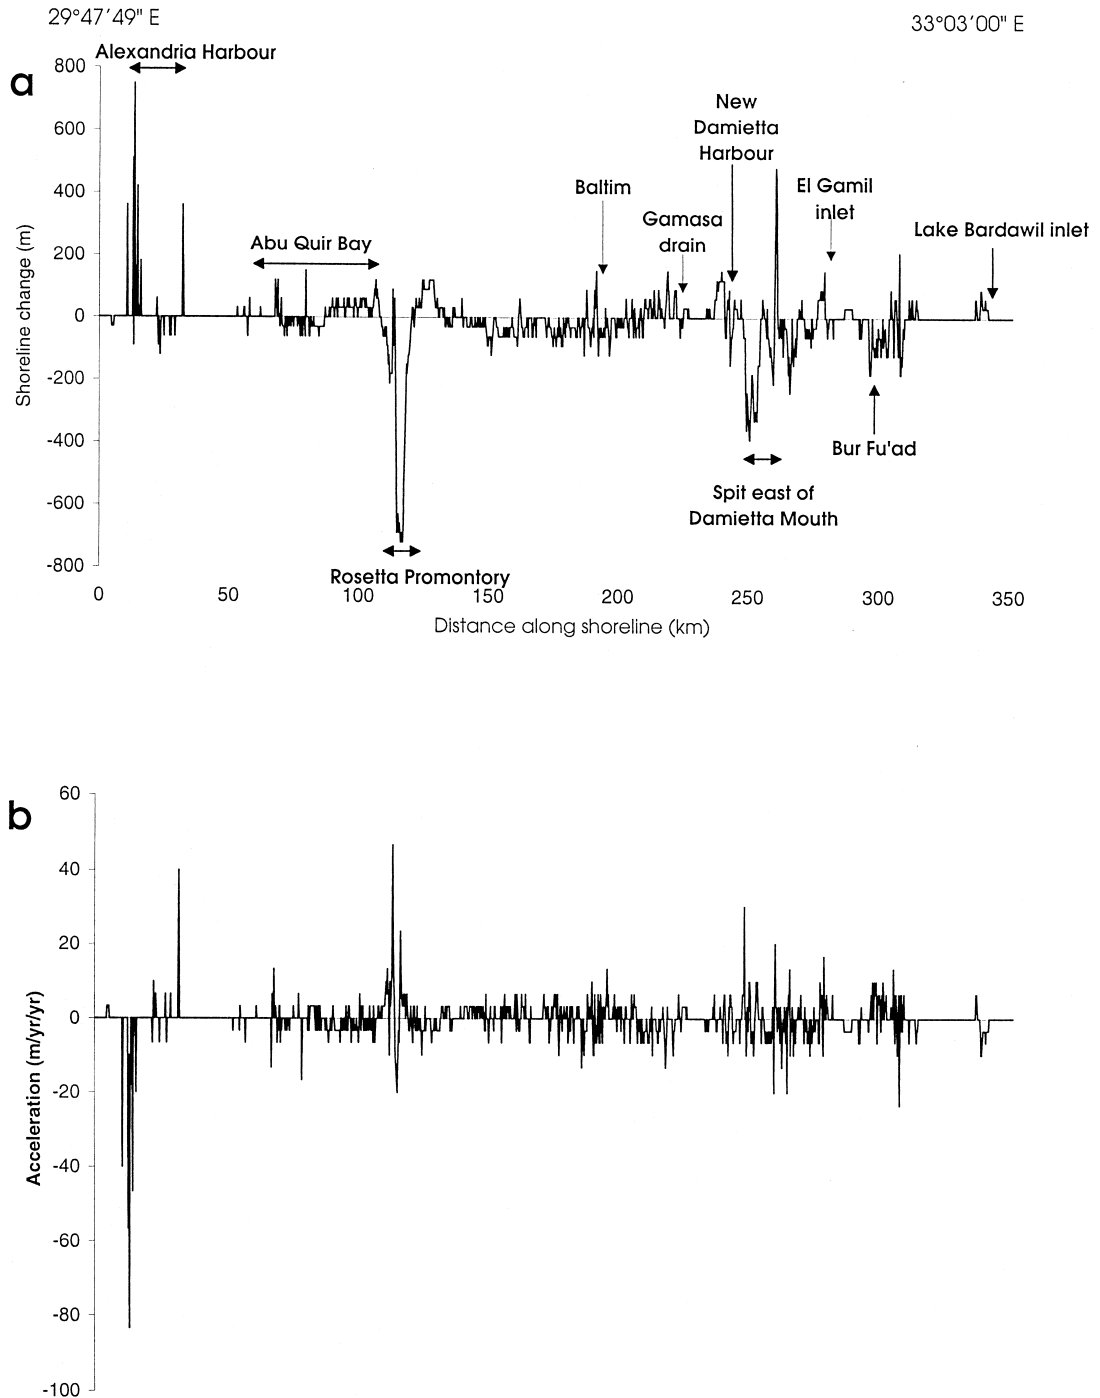 29°47'49" E
33°03'00" E
Alexandria Harbour
a
800
600
400
200
0
-200
-400
-600
-800
Shoreline change (m)
Abu Quir Bay
Rosetta Promontory
Baltim
Gamasa
drain
New
Damietta
Harbour
El Gamil
inlet
Lake Bardawil inlet
Bur Fu'ad
Spit east of
Damietta Mouth
0
50
100
150
200
250
300
350
Distance along shoreline (km)
b
60
40
20
0
-20
-40
-60
-80
-100
Acceleration (m/yr/yr)